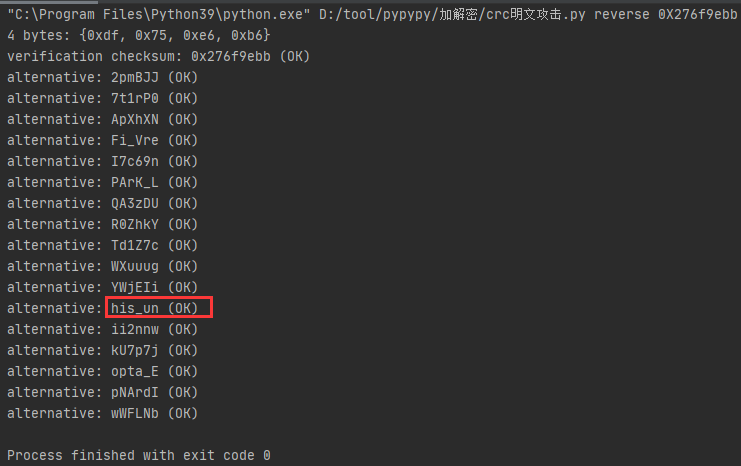 "C:\Program Files\Python39\python.exe" D:/tool/pypypy/加解密/crc明文攻击.py reverse 0X276f9ebb
4 bytes: {0xdf, 0x75, 0xe6, 0xb6}
verification checksum: 0x276f9ebb (OK)
alternative: 2pmBJJ (OK)
alternative: 7t1rP0 (OK)
alternative: ApXhXN (OK)
alternative: Fi_Vre (OK)
alternative: I7c69n (OK)
alternative: PArK_L (OK)
alternative: QA3zDU (OK)
alternative: R0ZhkY (OK)
alternative: Td1Z7c (OK)
alternative: WXuuug (OK)
alternative: YWjEIi (OK)
alternative: his_un (OK)
alternative: ii2nnw (OK)
alternative: kU7p7j (OK)
alternative: opta_E (OK)
alternative: pNArdI (OK)
alternative: wWFLNb (OK)
Process finished with exit code 0